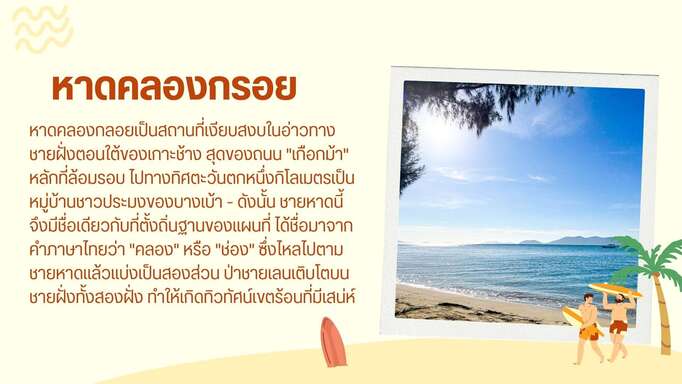 หาดคลองกรอย
หาดคลองกลอยเป็นสถานที่เงียบสงบในอ่าวทาง
ชายฝั่งตอนใต้ของเกาะช้าง สุดของถนน "เกือกม้า"
หลักที่ล้อมรอบ ไปทางทิศตะวันตกหนึ่งกิโลเมตรเป็น
หมู่บ้านชาวประมงของบางเบ้า - ดังนั้น ชายหาดนี้
จึงมีชื่อเดียวกับที่ตั้งถิ่นฐานของแผนที่ ได้ชื่อมาจาก
คำภาษาไทยว่า "คลอง" หรือ "ช่อง" ซึ่งไหลไปตาม
ชายหาดแล้วแบ่งเป็นสองส่วน ป่าชายเลนเติบโตบน
ชายฝั่งทั้งสองฝั่ง ทำให้เกิดทิวทัศน์เขตร้อนที่มีเสน่ห์